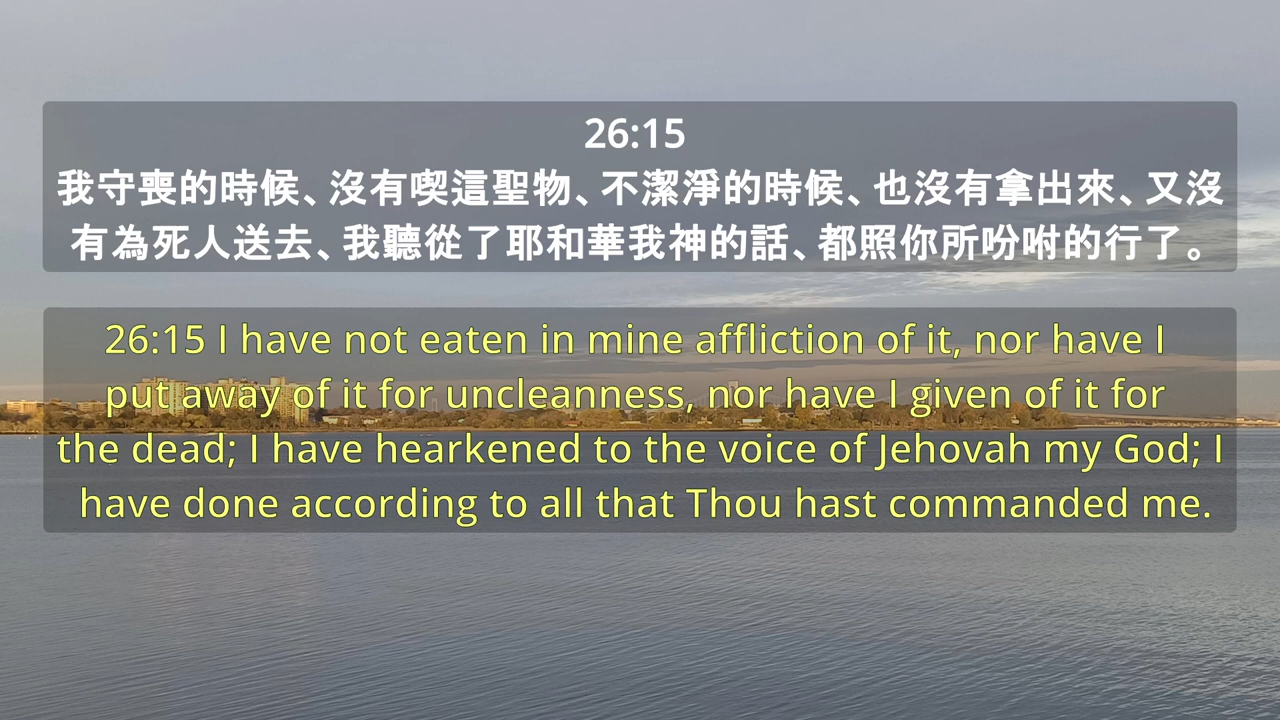 26:15
我守喪的時候、沒有喫這聖物、不潔淨的時候、也沒有拿出來、又沒
有為死人送去、我聽從了耶和華我神的話、都照你所吩咐的行了。
26:15 I have not eaten in mine affliction of it, nor have I
put away of it for uncleanness, nor have I given of it for
the dead; I have hearkened to the voice of Jehovah my God; I
have done according to all that Thou hast commanded me.